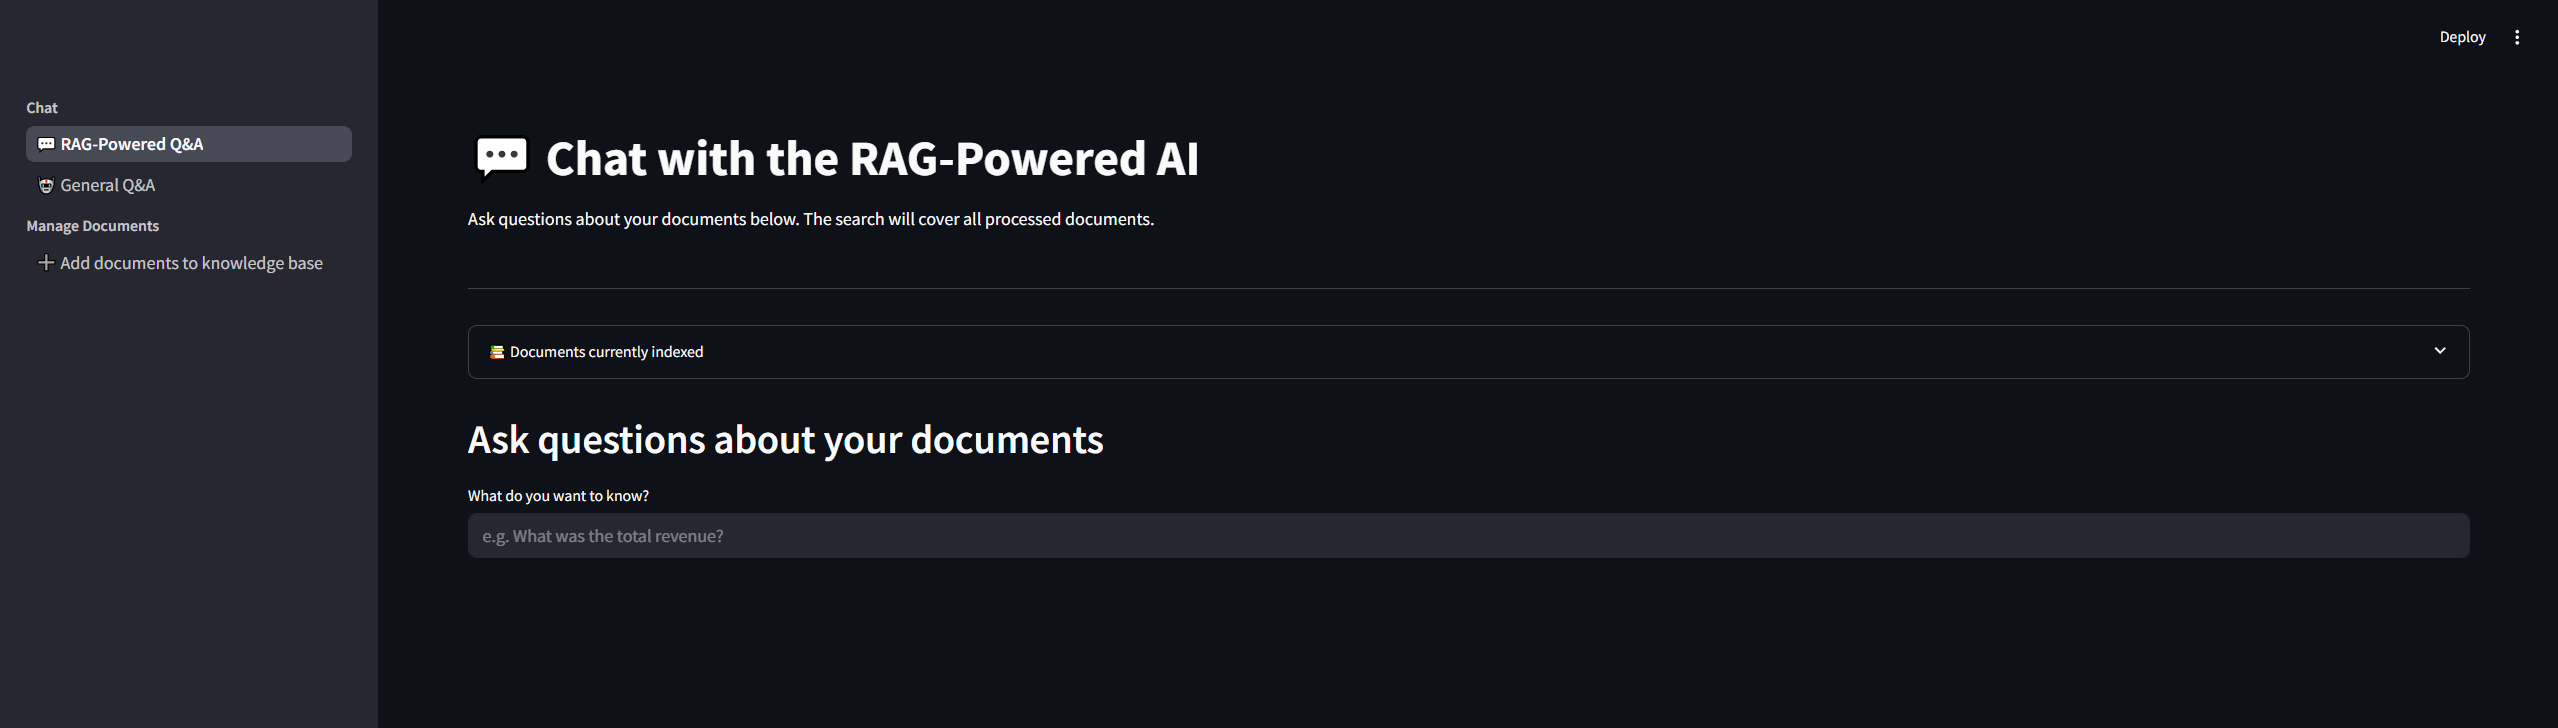 Deploy
Chat
RAG-Powered Q&A
General Q&A
Manage Documents
Add documents to knowledge base
Chat with the RAG-Powered AI
Ask questions about your documents below. The search will cover all processed documents.
Documents currently indexed
Ask questions about your documents
What do you want to know?
e.g. What was the total revenue?